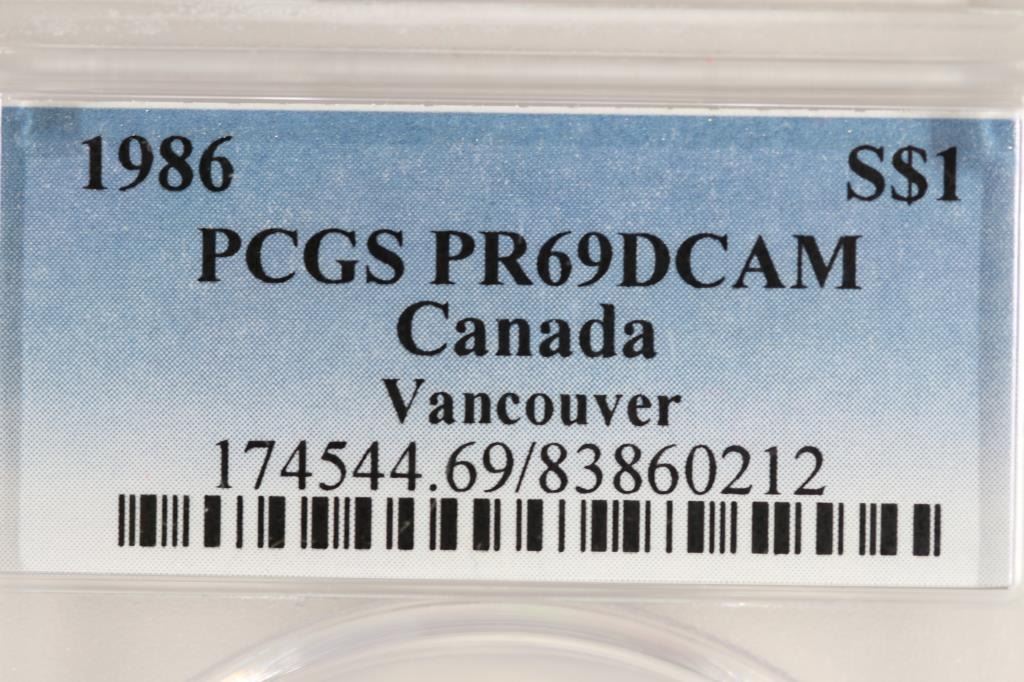 1986 S$1
PCGS PR69DCAM
Canada
Vancouver
174544.69/83860212